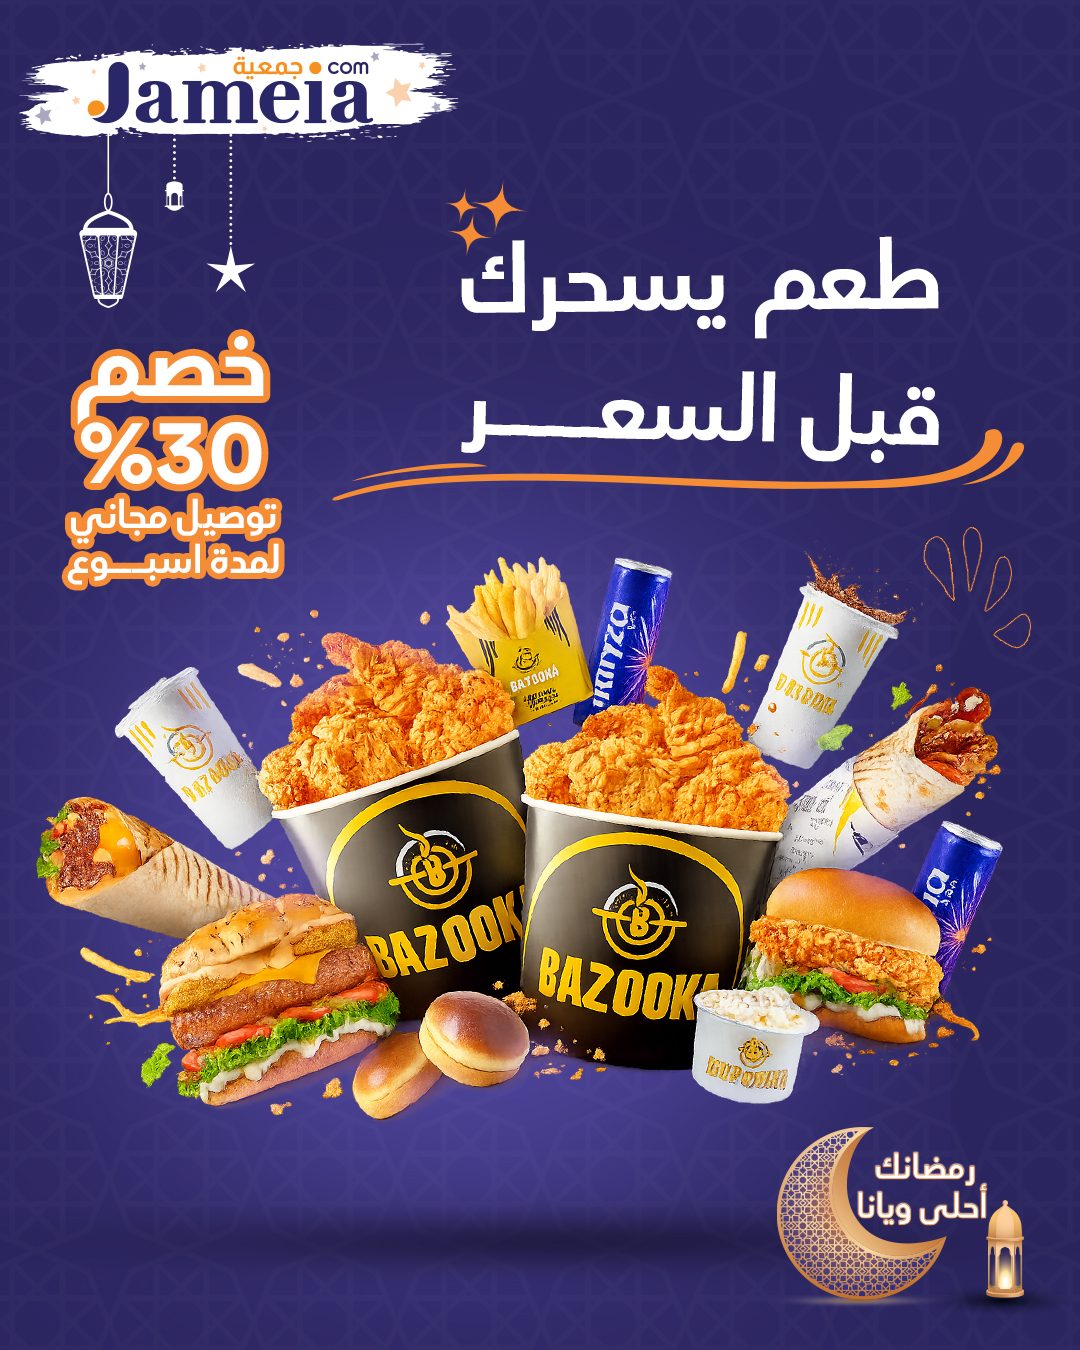 جمعية.com
Jameia
طعم يسحرك
قبل السعر
خصم
%30
توصيل مجاني
لمدة اسبوع
BAZOOKA
BAZOOKA
BAZOOKA
BAZOOKA
رمضانك
أحلى ويانا